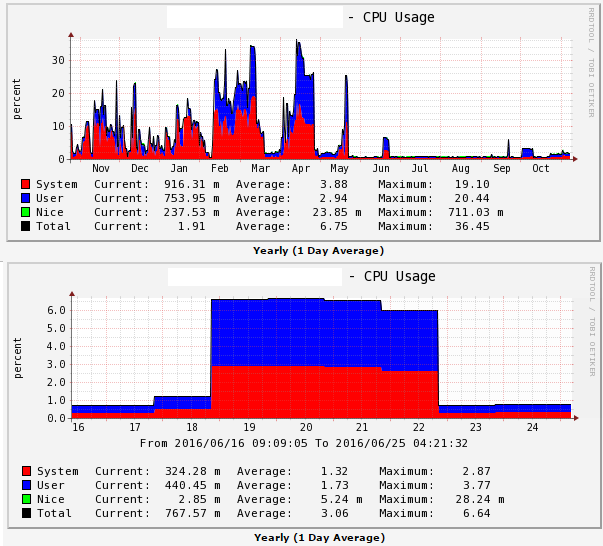 - CPU Usage
RRDTOOL / TOBI OETIKER
percent
30
20
10
0
Nov Dec Jan Feb Mar Apr May Jun Jul Aug Sep Oct
System Current: 916.31 m Average: 3.88 Maximum: 19.10
User Current: 753.95 m Average: 2.94 Maximum: 20.44
Nice Current: 237.53 m Average: 23.85 m Maximum: 711.03 m
Total Current: 1.91 Average: 6.75 Maximum: 36.45
Yearly (1 Day Average)
- CPU Usage
RRDTOOL / TOBI OETIKER
percent
6.0
5.0
4.0
3.0
2.0
1.0
0.0
16 17 18 19 20 21 22 23 24
From 2016/06/16 09:09:05 To 2016/06/25 04:21:32
System Current: 324.28 m Average: 1.32 Maximum: 2.87
User Current: 440.45 m Average: 1.73 Maximum: 3.77
Nice Current: 2.85 m Average: 5.24 m Maximum: 28.24 m
Total Current: 767.57 m Average: 3.06 Maximum: 6.64
Yearly (1 Day Average)